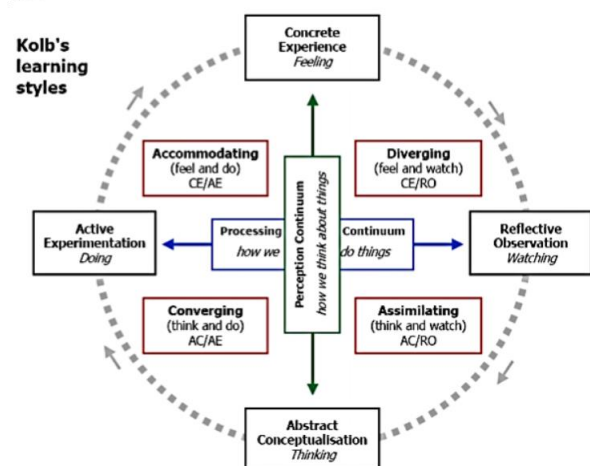 Kolb's
learning
styles
Concrete
Experience
Feeling
Accommodating
(feel and do)
CE/AE
Diverging
(feel and watch)
CE/RO
Active
Experimentation
Doing
Processing
how we
Perception Continuum
how we think about things
Continuum
do things
Reflective
Observation
Watching
Converging
(think and do)
AC/AE
Assimilating
(think and watch)
AC/RO
Abstract
Conceptualisation
Thinking